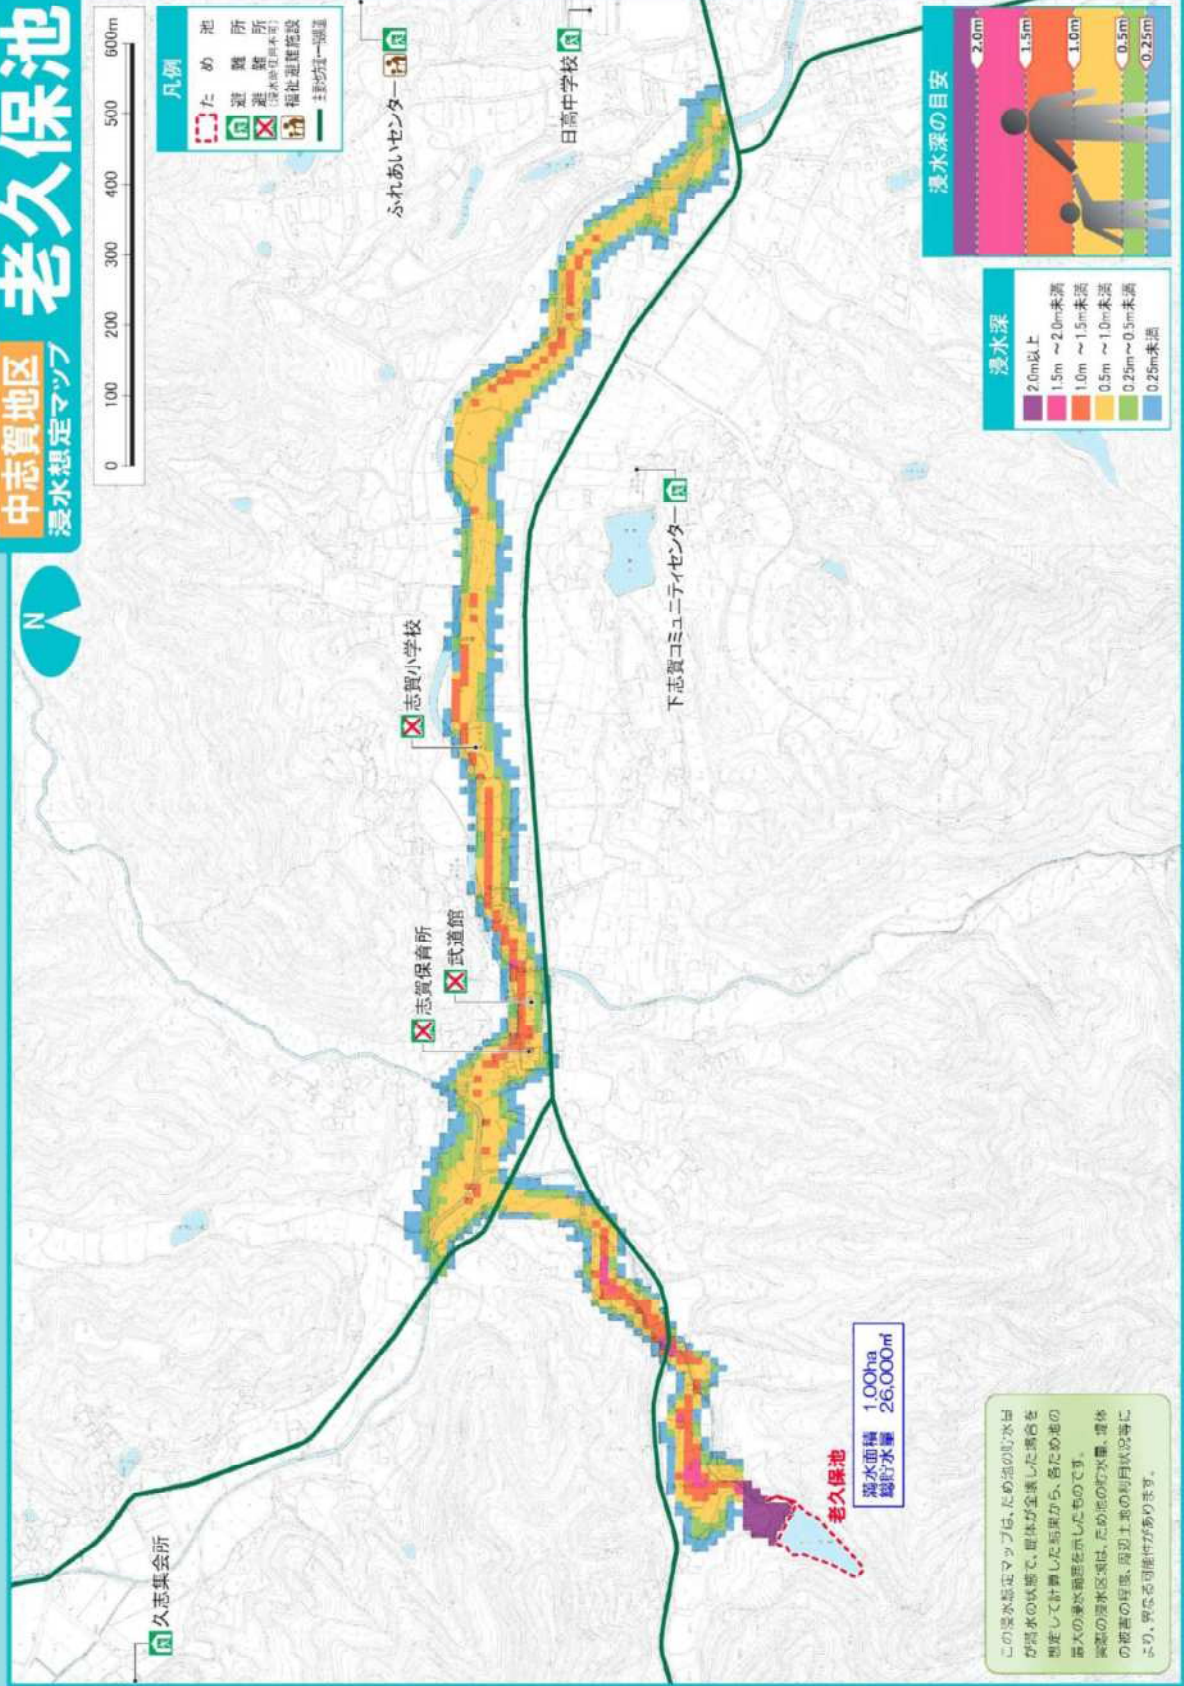 中志賀地区
浸水想定マップ
老久保池
N
0 100 200 300 400 500 600m
凡例
ため池
避難所
避難所
(浸水時使用不可)
福祉避難施設
久志集会所
志賀保育所
武道館
志賀小学校
ふれあいセンター
日高中学校
下志賀コミュニティセンター
老久保池
満水面積 1.00ha
総貯水量 26,000㎥
この浸水想定マップは、ため池の貯水量
が満水の状態で、堤体が全壊した場合を
想定して計算した結果から、各ため池の
最大の浸水範囲を示したものです。
実際の浸水区域は、ため池の貯水量、堤体
の被害の程度、周辺土地の利用状況等に
より、異なる可能性があります。
浸水深
2.0m以上
1.5m ～2.0m未満
1.0m ～1.5m未満
0.5m ～1.0m未満
0.25m～0.5m未満
0.25m未満
浸水深の目安
2.0m
1.5m
1.0m
0.5m
0.25m